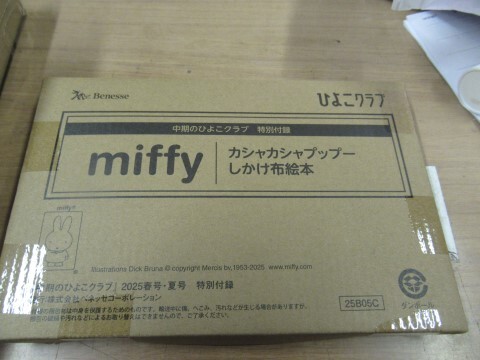 Benesse
ひよこクラブ
中期のひよこクラブ 特別付録
miffy
カシャカシャプップー
しかけ布絵本
miffy
Illustrations Dick Bruna © copyright Mercis bv,1953-2025 www.miffy.com
中期のひよこクラブ」2025春号・夏号 特別付録
株式会社ベネッセコーポレーション
25B05C
ダンボール